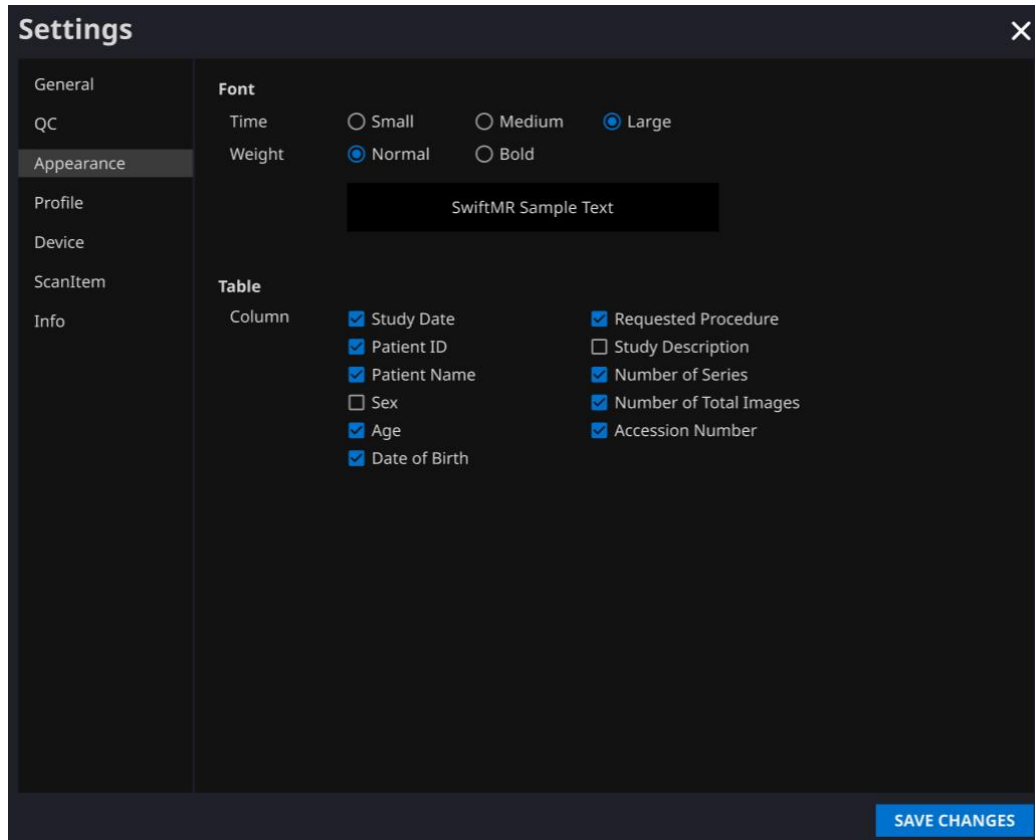 Settings
General
QC
Appearance
Profile
Device
ScanItem
Info
Font
Time Small Medium Large
Weight Normal Bold
SwiftMR Sample Text
Table
Column Study Date Requested Procedure
Patient ID Study Description
Patient Name Number of Series
Sex Number of Total Images
Age Accession Number
Date of Birth
SAVE CHANGES